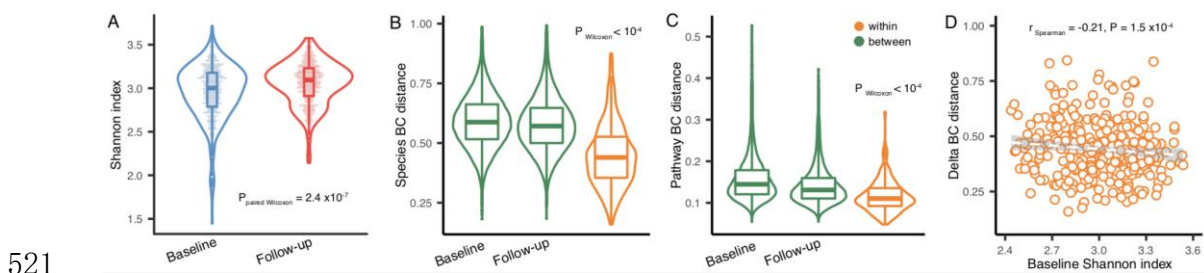 A
Shannon index
3.5
3.0
2.5
2.0
1.5
P paired Wilcoxon = 2.4 x10-7
Baseline
Follow-up
B
Species BC distance
1.00
0.75
0.50
0.25
P Wilcoxon < 10-4
Baseline
Follow-up
C
Pathway BC distance
0.5
0.4
0.3
0.2
0.1
within
between
P Wilcoxon < 10-4
Baseline
Follow-up
D
r Spearman = -0.21, P = 1.5 x10-4
Delta BC distance
1.00
0.75
0.50
0.25
2.4 2.7 3.0 3.3 3.6
Baseline Shannon index
521